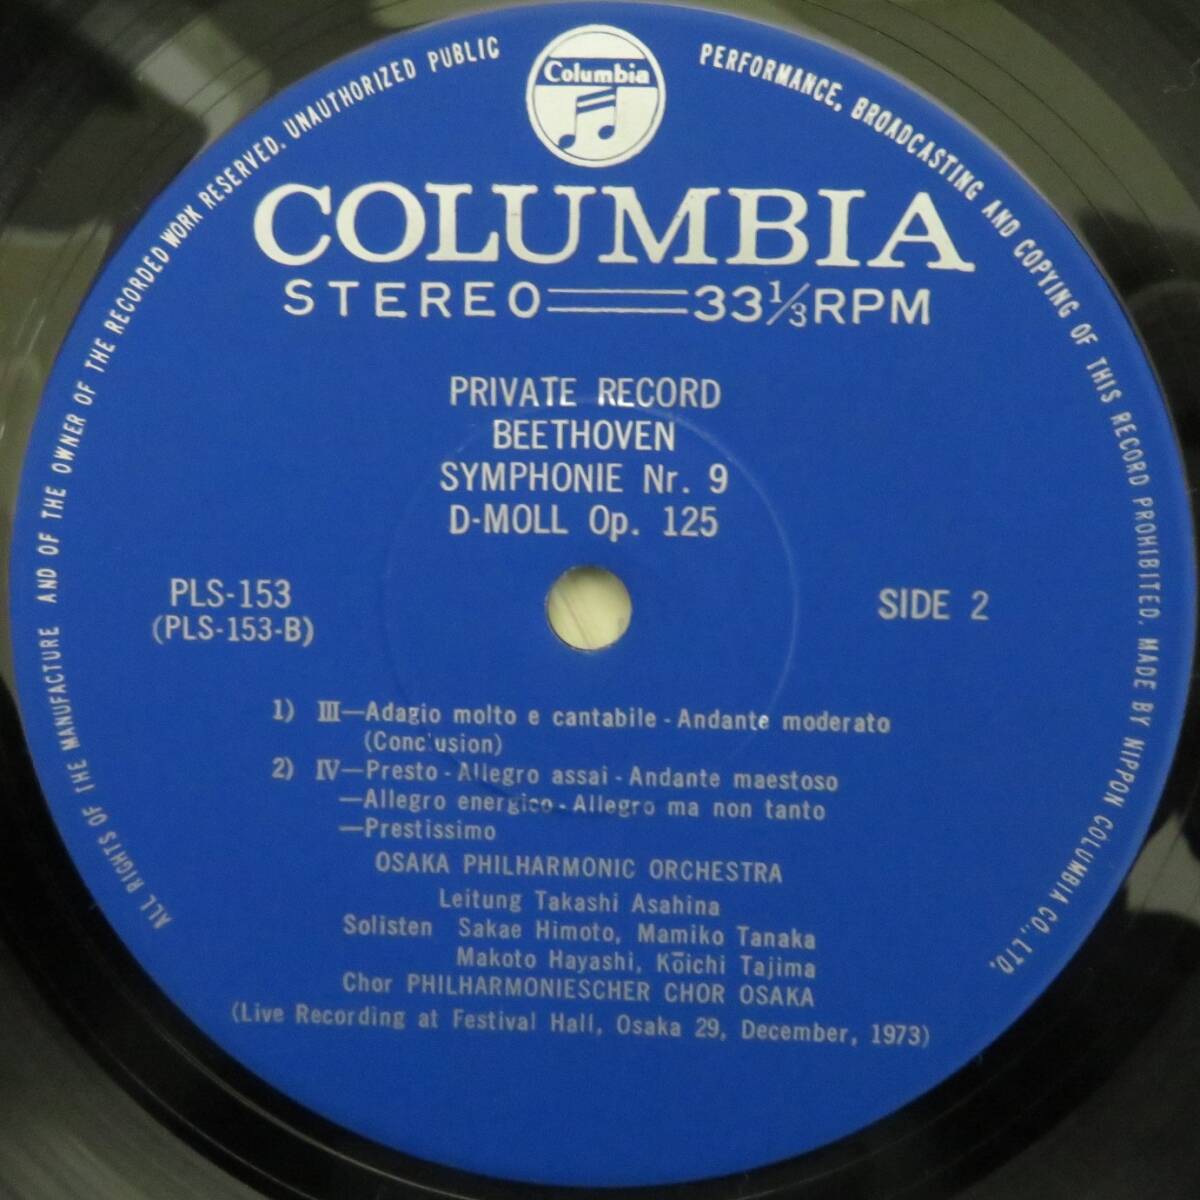 ALL RIGHTS OF THE MANUFACTURE AND OF THE OWNER OF THE RECORDED WORK RESERVED. UNAUTHORIZED PUBLIC PERFORMANCE, BROADCASTING AND COPYING OF THIS RECORD PROHIBITED. MADE BY NIPPON COLUMBIA CO., LTD.
Columbia
COLUMBIA
STEREO 33 1/3 RPM
PRIVATE RECORD
BEETHOVEN
SYMPHONIE Nr. 9
D-MOLL Op. 125
PLS-153
(PLS-153-B)
SIDE 2
1) III—Adagio molto e cantabile - Andante moderato
(Conclusion)
2) IV—Presto - Allegro assai - Andante maestoso
—Allegro energico - Allegro ma non tanto
—Prestissimo
OSAKA PHILHARMONIC ORCHESTRA
Leitung Takashi Asahina
Solisten Sakae Himoto, Mamiko Tanaka
Makoto Hayashi, Kōichi Tajima
Chor PHILHARMONIESCHER CHOR OSAKA
(Live Recording at Festival Hall, Osaka 29, December, 1973)